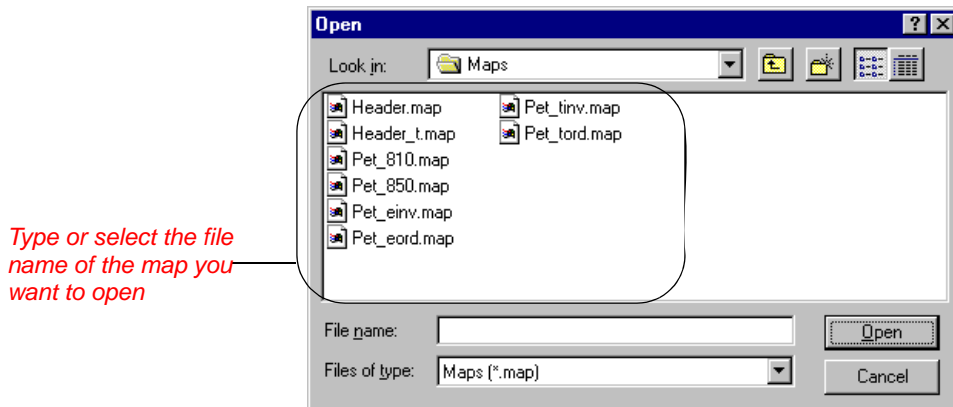 Open
Look in: Maps
Header.map Pet_tinv.map
Header_t.map Pet_tord.map
Pet_810.map
Pet_850.map
Pet_einv.map
Pet_eord.map
Type or select the file
name of the map you
want to open
File name: Open
Files of type: Maps (*.map) Cancel